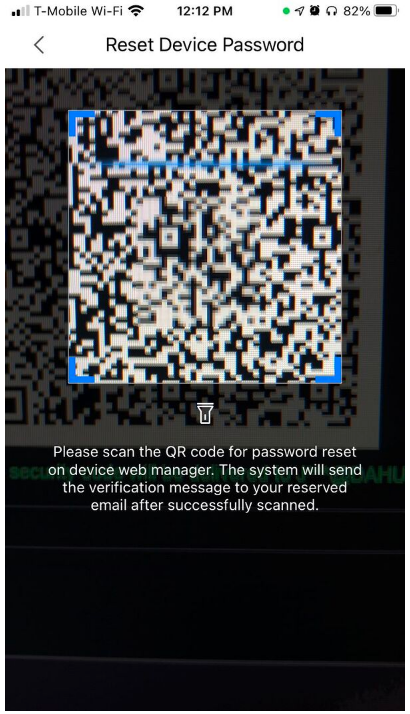 T-Mobile Wi-Fi 12:12 PM 82%
Reset Device Password
Please scan the QR code for password reset
on device web manager. The system will send
the verification message to your reserved
email after successfully scanned.